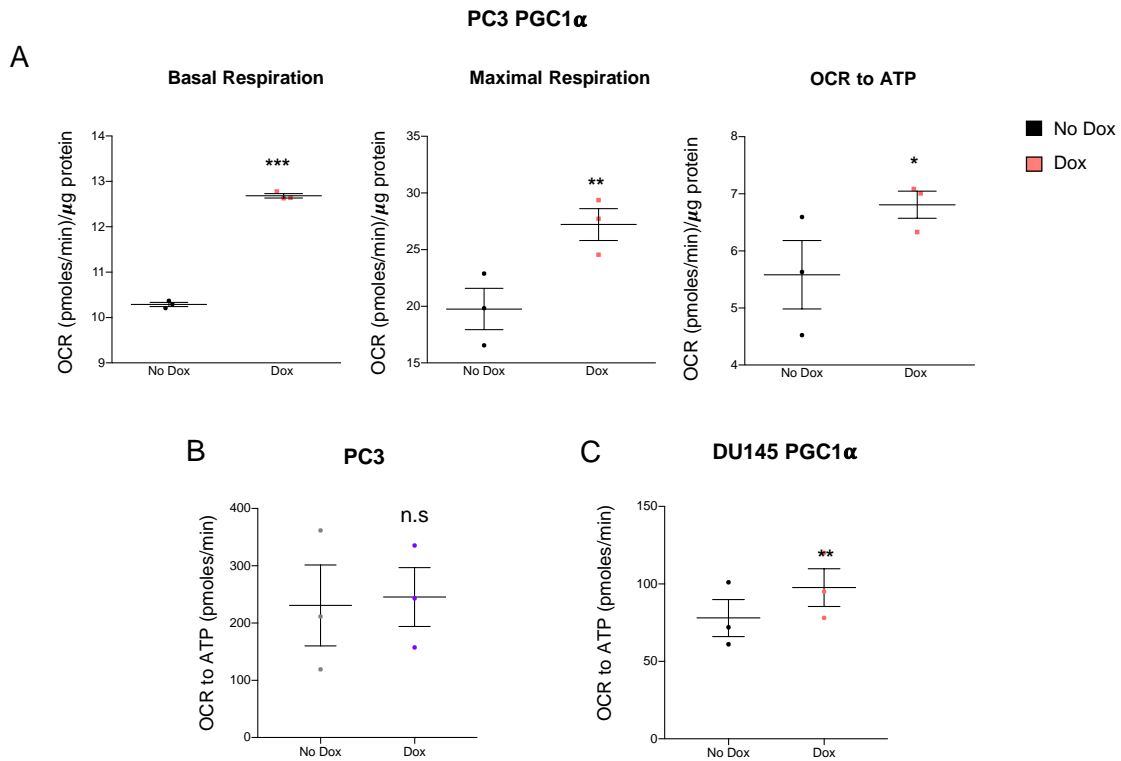 PC3 PGC1α
A
Basal Respiration
Maximal Respiration
OCR to ATP
No Dox
Dox
OCR (pmoles/min)/µg protein
14
13
12
11
10
9
***
No Dox
Dox
OCR (pmoles/min)/µg protein
35
30
25
20
15
**
No Dox
Dox
OCR (pmoles/min)/µg protein
8
7
6
5
4
*
No Dox
Dox
B
PC3
OCR to ATP (pmoles/min)
400
300
200
100
0
n.s
No Dox
Dox
C
DU145 PGC1α
OCR to ATP (pmoles/min)
150
100
50
0
**
No Dox
Dox